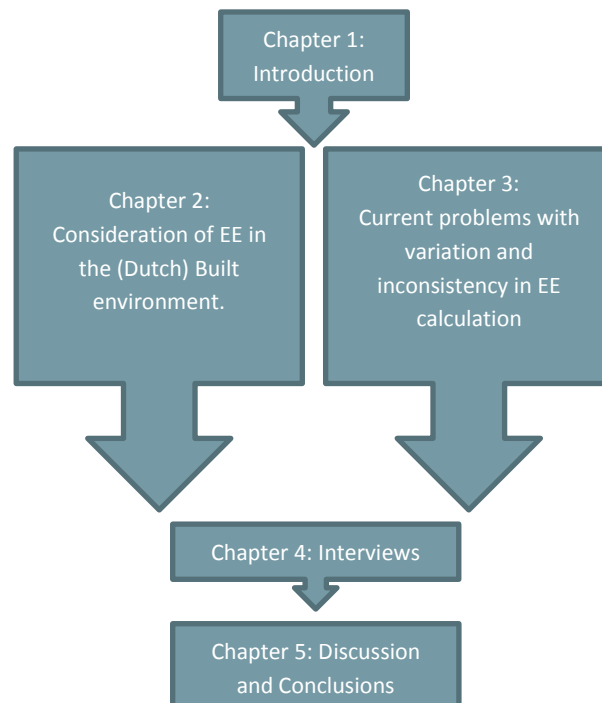 Chapter 1:
Introduction
Chapter 2:
Consideration of EE in
the (Dutch) Built
environment.
Chapter 3:
Current problems with
variation and
inconsistency in EE
calculation
Chapter 4: Interviews
Chapter 5: Discussion
and Conclusions